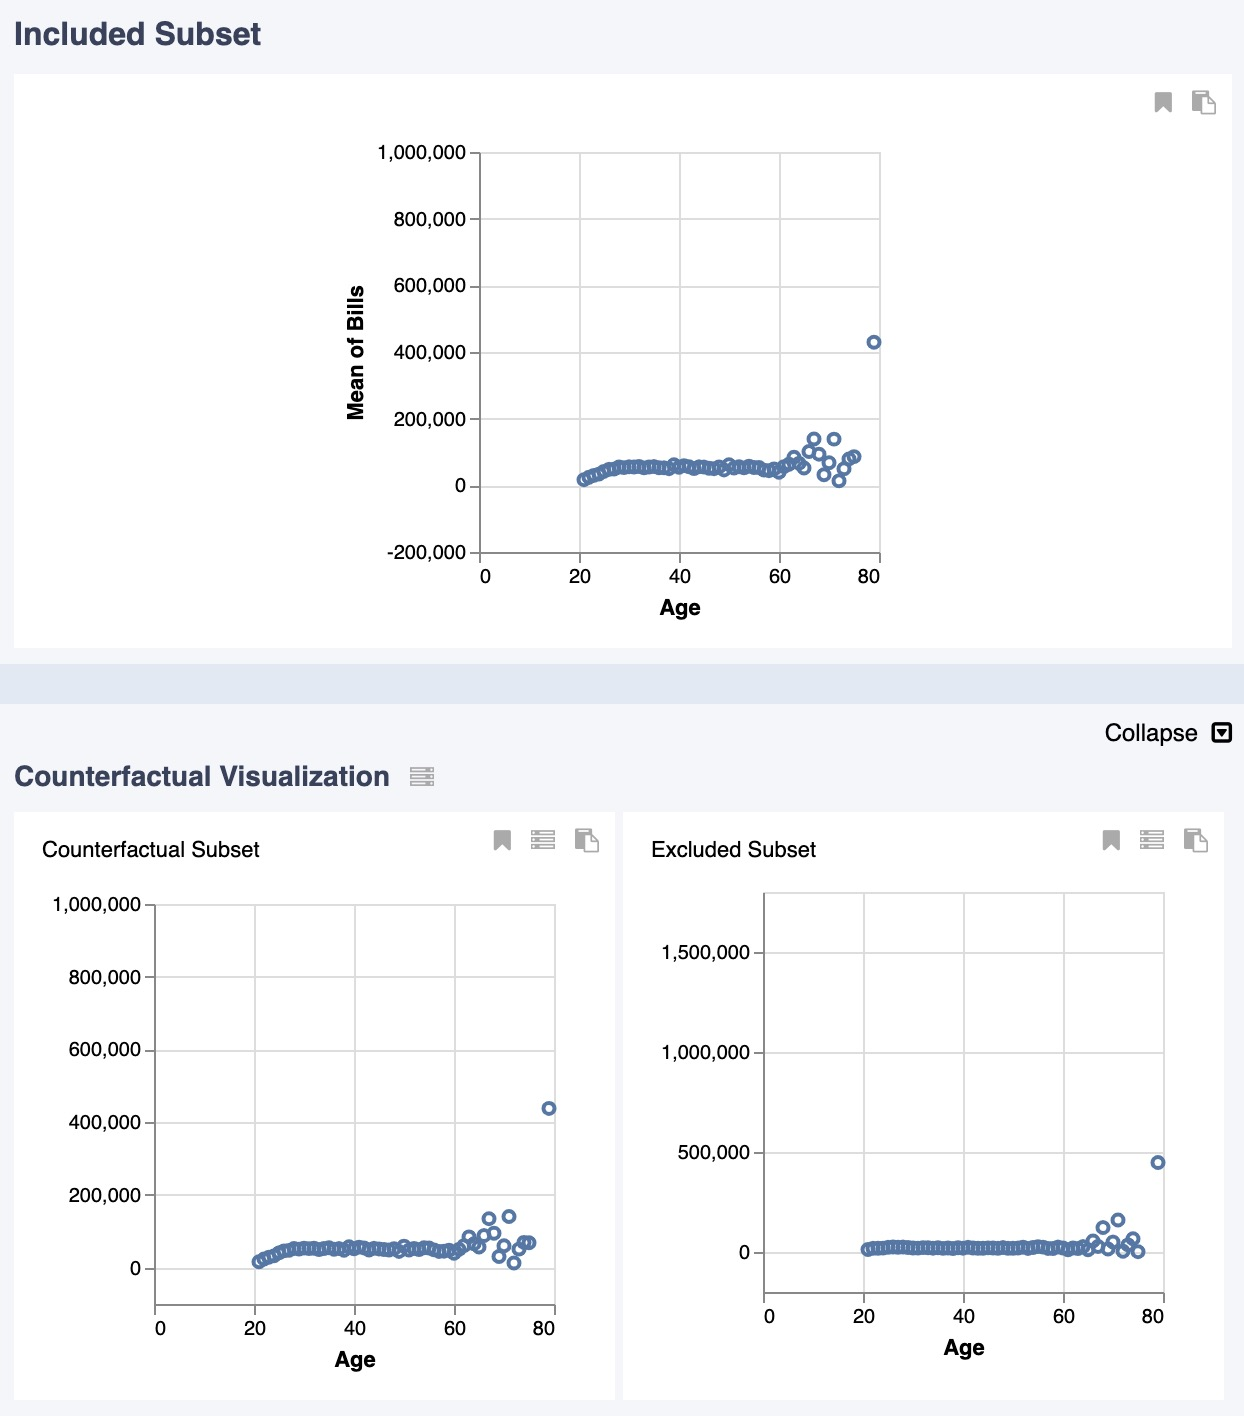 Included Subset
1,000,000
800,000
600,000
400,000
200,000
0
-200,000
Mean of Bills
0 20 40 60 80
Age
Collapse
Counterfactual Visualization
Counterfactual Subset
1,000,000
800,000
600,000
400,000
200,000
0
0 20 40 60 80
Age
Excluded Subset
1,500,000
1,000,000
500,000
0
0 20 40 60 80
Age